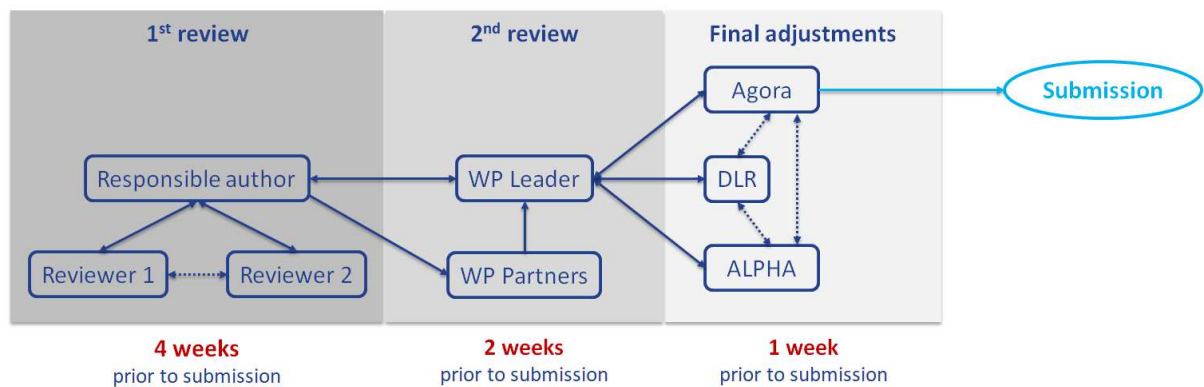 1st review
2nd review
Final adjustments
Agora
Submission
Responsible author
WP Leader
DLR
Reviewer 1
Reviewer 2
WP Partners
ALPHA
4 weeks
prior to submission
2 weeks
prior to submission
1 week
prior to submission